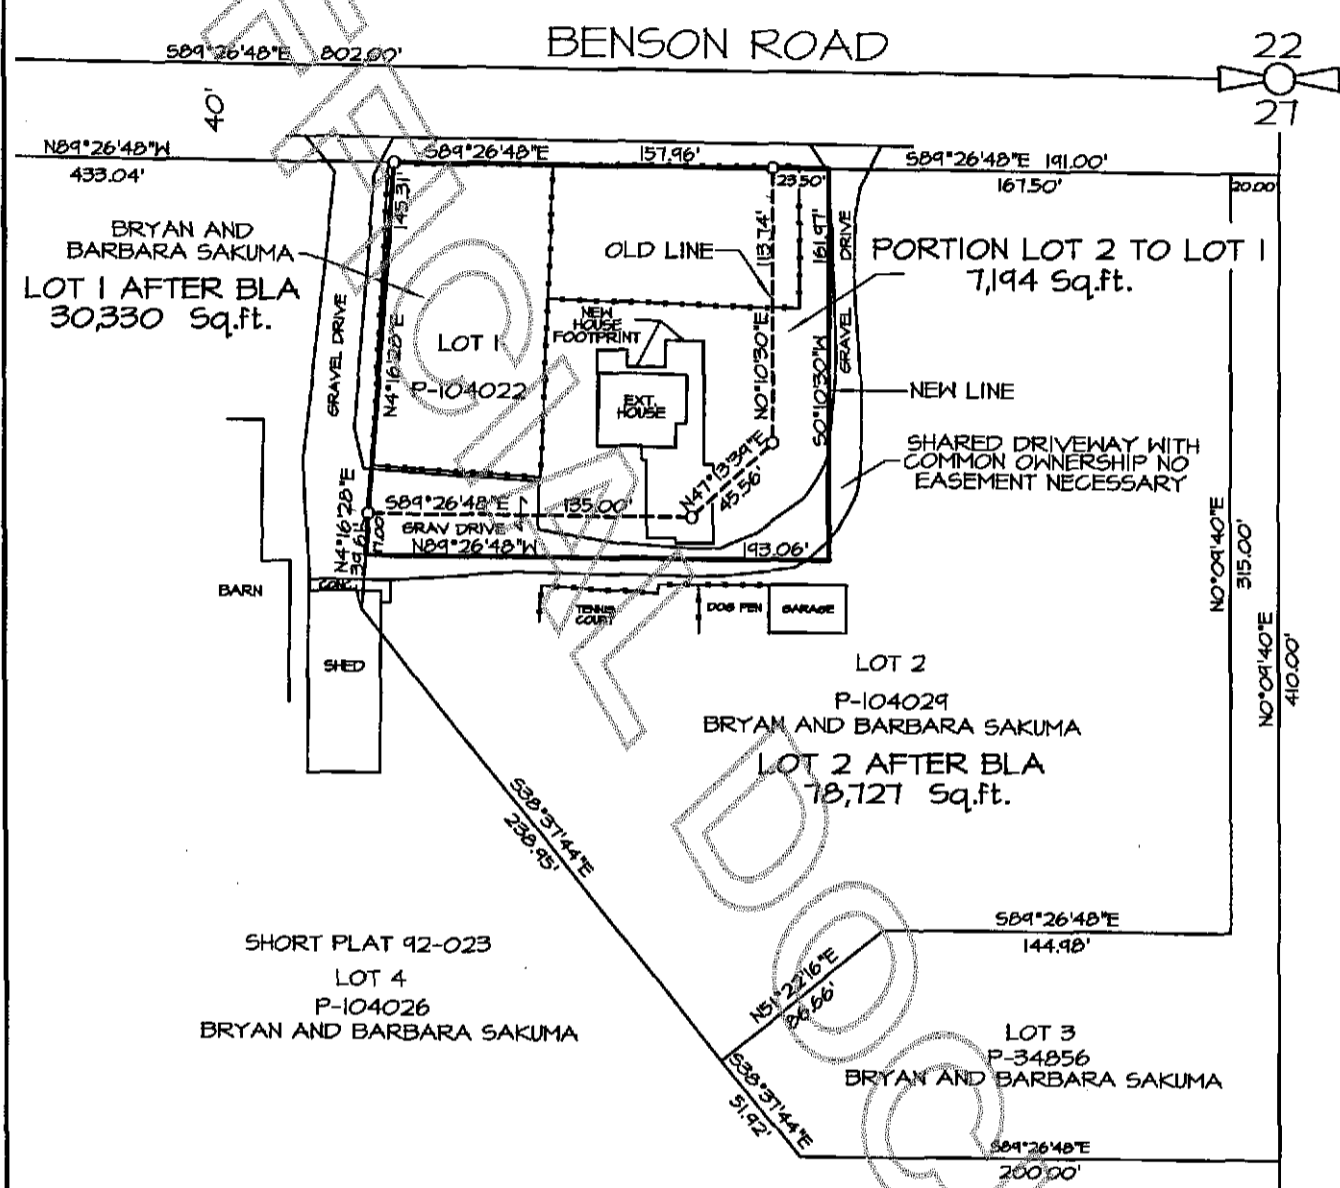 BENSON ROAD
S89°26'48"E 802.00'
22
27
40'
N89°26'48"W
433.04'
S89°26'48"E 157.96'
23.50'
S89°26'48"E 191.00'
167.50'
20.00'
145.31'
N4°16'28"E
BRYAN AND
BARBARA SAKUMA
LOT 1 AFTER BLA
30,330 Sq.ft.
GRAVEL DRIVE
LOT 1
P-104022
OLD LINE
113.74'
N0°10'30"E
161.97'
S0°10'30"W
GRAVEL DRIVE
PORTION LOT 2 TO LOT 1
7,194 Sq.ft.
NEW
HOUSE
FOOTPRINT
EXT.
HOUSE
NEW LINE
SHARED DRIVEWAY WITH
COMMON OWNERSHIP NO
EASEMENT NECESSARY
N47°13'39"E
45.56'
S89°26'48"E 135.00'
GRAV DRIVE
N89°26'48"W 193.06'
N4°16'28"E
39.61'
17.00'
BARN
CONC.
SHED
TENNIS
COURT
DOG PEN
GARAGE
N0°09'40"E
315.00'
N0°09'40"E
410.00'
LOT 2
P-104029
BRYAN AND BARBARA SAKUMA
LOT 2 AFTER BLA
78,727 Sq.ft.
S38°37'44"E
238.95'
SHORT PLAT 92-023
LOT 4
P-104026
BRYAN AND BARBARA SAKUMA
S89°26'48"E
144.98'
N51°22'16"E
86.66'
LOT 3
P-34856
BRYAN AND BARBARA SAKUMA
S38°37'44"E
51.92'
S89°26'48"E
200.00'